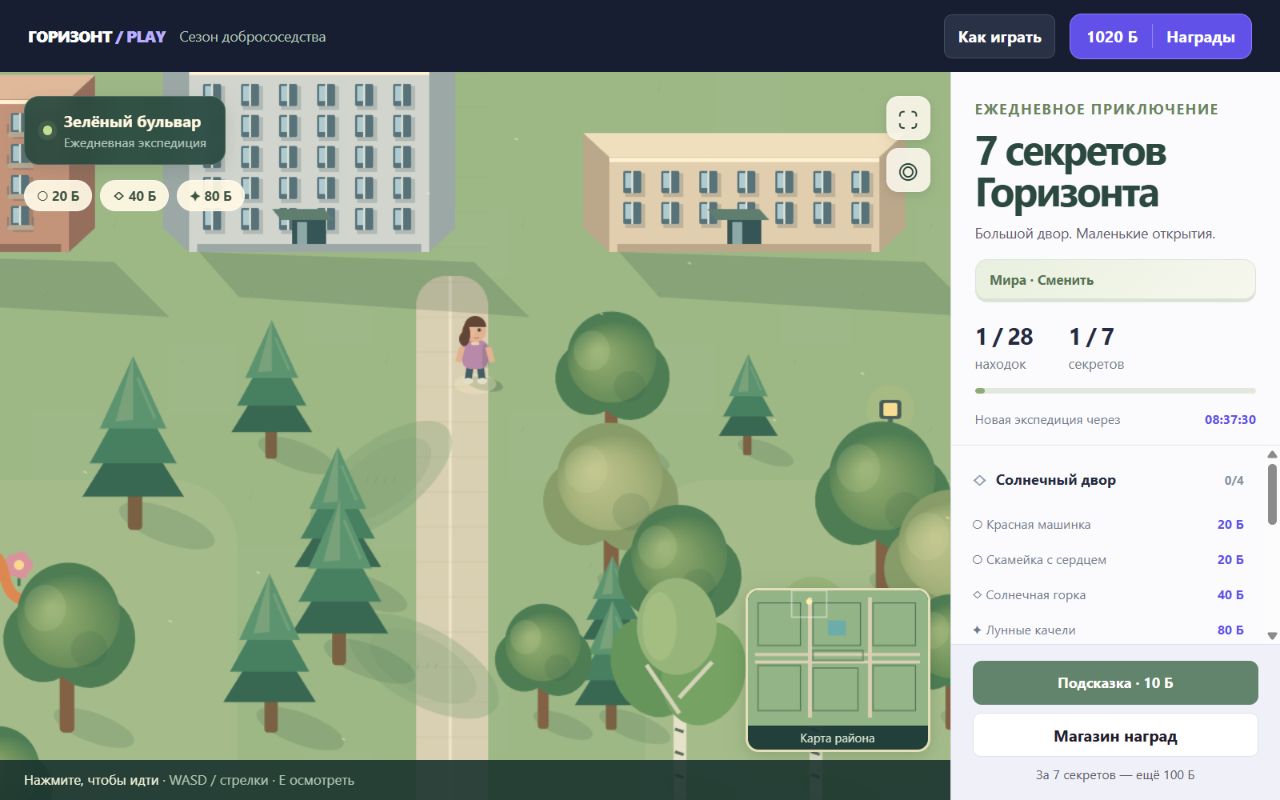 ГОРИЗОНТ / PLAY
Сезон добрососедства
Как играть
1020 Б
Награды
Зелёный бульвар
Ежедневная экспедиция
○ 20 Б
◇ 40 Б
✦ 80 Б
Карта района
Нажмите, чтобы идти · WASD / стрелки · E осмотреть
ЕЖЕДНЕВНОЕ ПРИКЛЮЧЕНИЕ
7 секретов
Горизонта
Большой двор. Маленькие открытия.
Мира · Сменить
1 / 28
находок
1 / 7
секретов
Новая экспедиция через 08:37:30
◇ Солнечный двор 0/4
○ Красная машинка 20 Б
○ Скамейка с сердцем 20 Б
◇ Солнечная горка 40 Б
✦ Лунные качели 80 Б
Подсказка · 10 Б
Магазин наград
За 7 секретов — ещё 100 Б